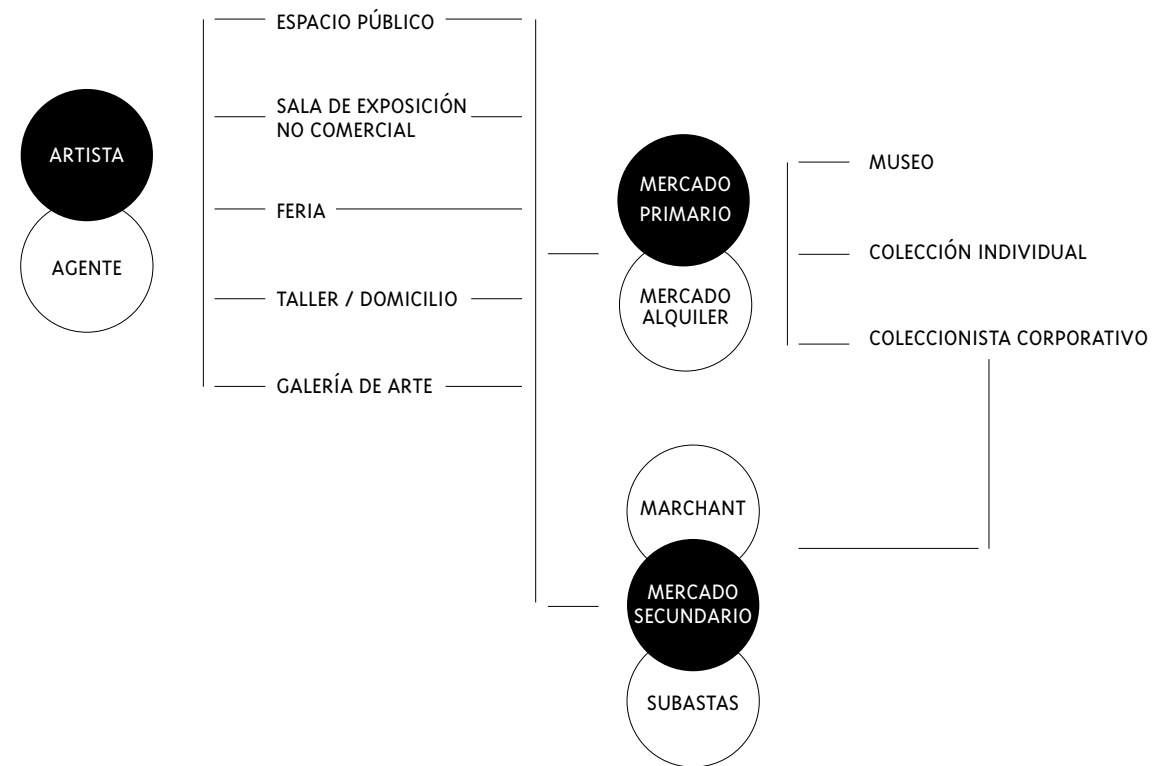 ARTISTA
AGENTE
ESPACIO PÚBLICO
SALA DE EXPOSICIÓN
NO COMERCIAL
FERIA
TALLER / DOMICILIO
GALERÍA DE ARTE
MERCADO
PRIMARIO
MERCADO
ALQUILER
MUSEO
COLECCIÓN INDIVIDUAL
COLECCIONISTA CORPORATIVO
MARCHANT
MERCADO
SECUNDARIO
SUBASTAS